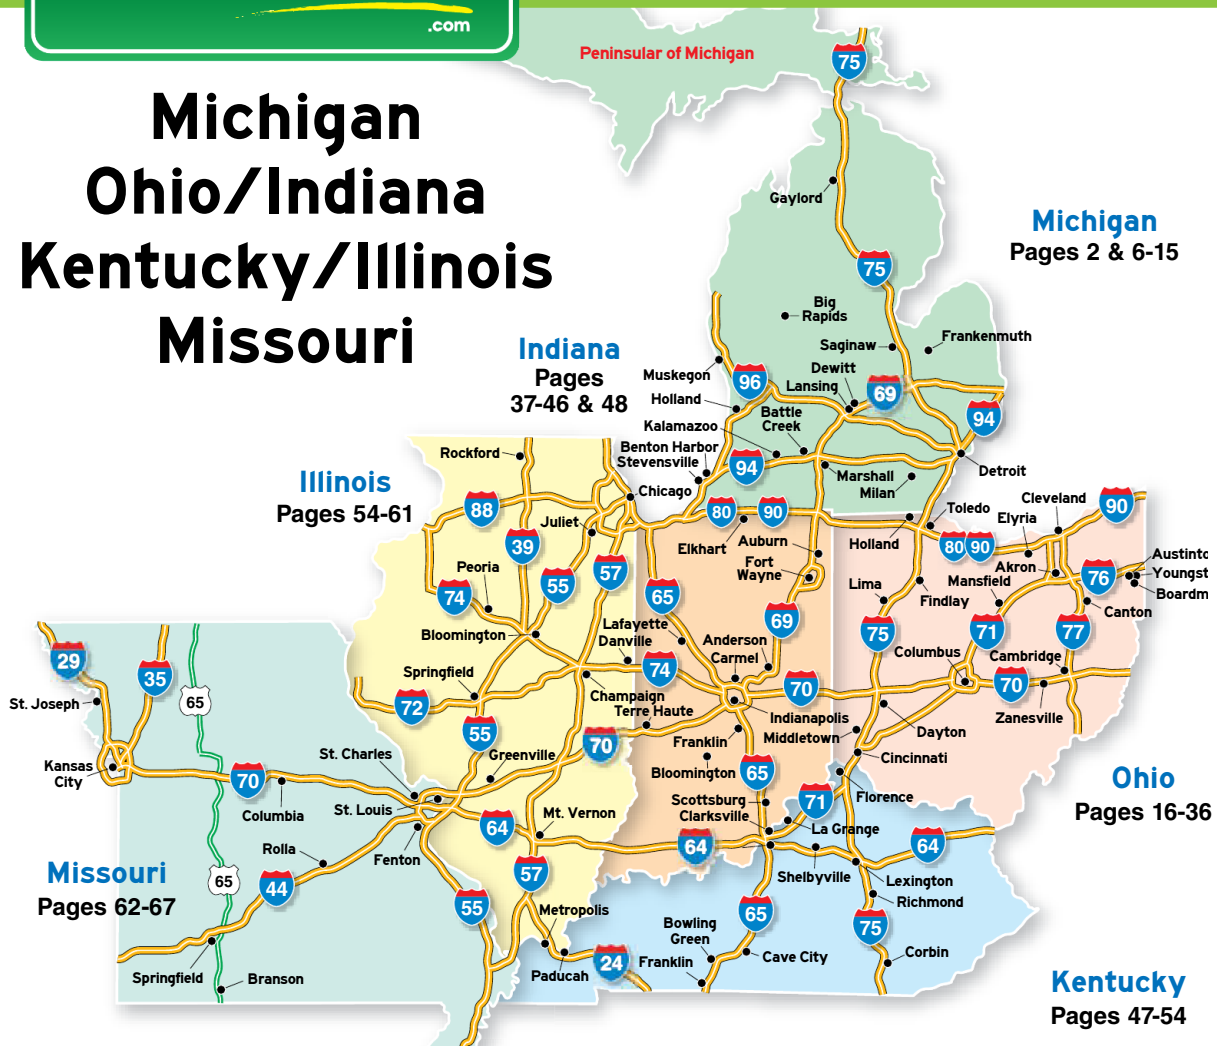 .com
Michigan
Ohio/Indiana
Kentucky/Illinois
Missouri
Peninsular of Michigan
75
Gaylord
Michigan
Pages 2 & 6-15
75
Big
Rapids
Saginaw
Frankenmuth
Indiana
Pages
37-46 & 48
Muskegon
96
Dewitt
Lansing
69
Holland
Battle
Creek
94
Kalamazoo
Benton Harbor
Stevensville
94
Marshall
Milan
Detroit
Rockford
Illinois
Pages 54-61
Chicago
88
Juliet
80
90
Elkhart
Auburn
Fort
Wayne
Holland
Toledo
Cleveland
Elyria
90
80
90
39
57
55
Peoria
74
65
69
Lima
Findlay
Mansfield
Akron
76
Austinto
Youngst
Boardm
Canton
75
71
77
Bloomington
Lafayette
Danville
Anderson
Carmel
Columbus
Cambridge
29
35
65
St. Joseph
Springfield
72
74
70
70
Champaign
Terre Haute
Indianapolis
Middletown
Zanesville
Dayton
55
Greenville
70
Franklin
Bloomington
65
Cincinnati
Kansas
City
70
Columbia
St. Charles
St. Louis
Ohio
Pages 16-36
Florence
71
Scottsburg
Clarksville
La Grange
64
Mt. Vernon
64
64
Rolla
Fenton
Shelbyville
Lexington
Richmond
Missouri
Pages 62-67
65
44
57
55
Metropolis
65
75
Bowling
Green
Cave City
Corbin
Springfield
Branson
Paducah
24
Franklin
Kentucky
Pages 47-54